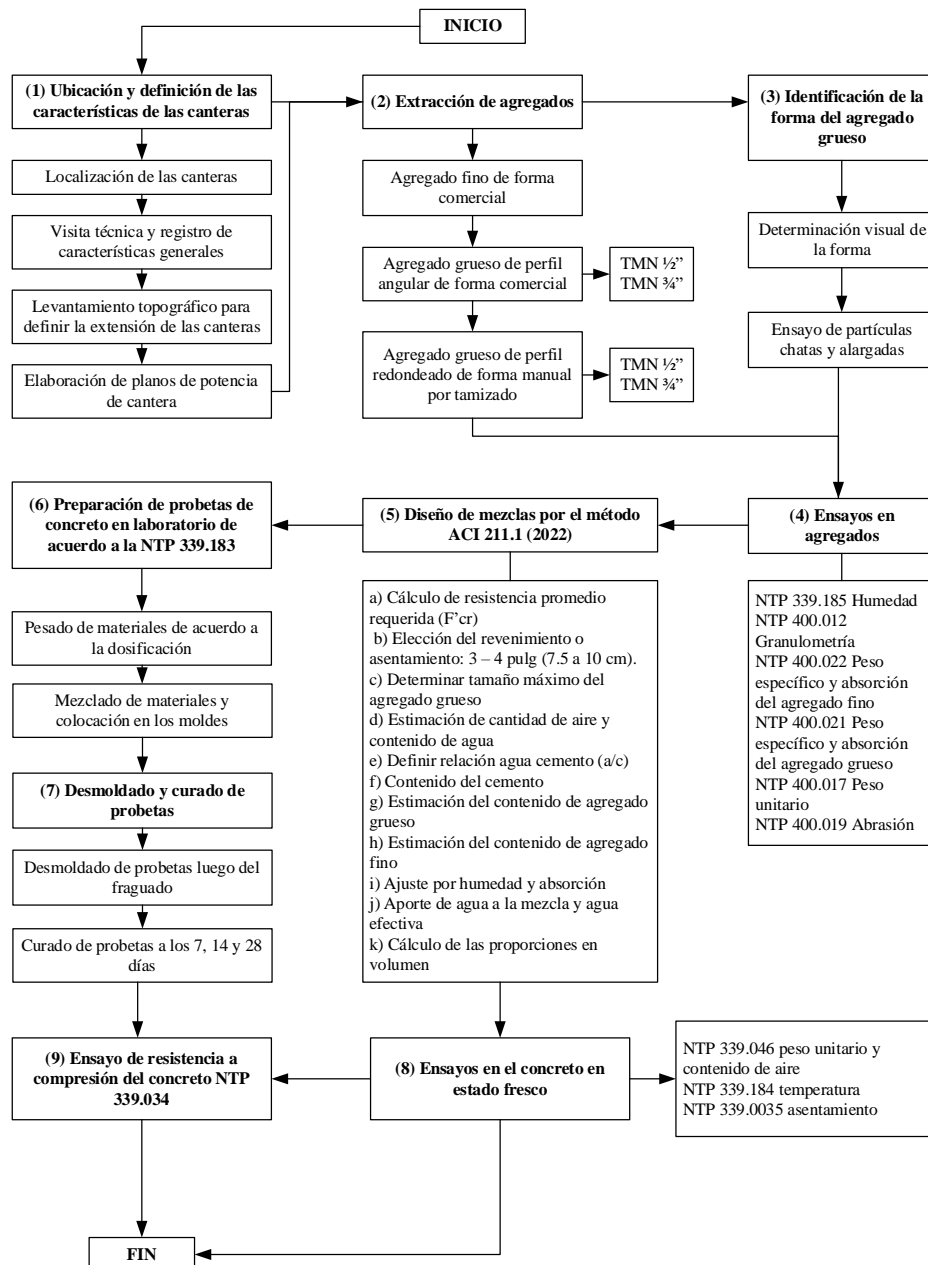 INICIO
(1) Ubicación y definición de las
características de las canteras
Localización de las canteras
Visita técnica y registro de
características generales
Levantamiento topográfico para
definir la extensión de las canteras
Elaboración de planos de potencia
de cantera
(2) Extracción de agregados
Agregado fino de forma
comercial
Agregado grueso de perfil
angular de forma comercial
TMN ½”
TMN ¾”
Agregado grueso de perfil
redondeado de forma manual
por tamizado
TMN ½”
TMN ¾”
(3) Identificación de la
forma del agregado
grueso
Determinación visual de
la forma
Ensayo de partículas
chatas y alargadas
(4) Ensayos en
agregados
NTP 339.185 Humedad
NTP 400.012
Granulometría
NTP 400.022 Peso
específico y absorción
del agregado fino
NTP 400.021 Peso
específico y absorción
del agregado grueso
NTP 400.017 Peso
unitario
NTP 400.019 Abrasión
(5) Diseño de mezclas por el método
ACI 211.1 (2022)
a) Cálculo de resistencia promedio
requerida (F’cr)
b) Elección del revenimiento o
asentamiento: 3 – 4 pulg (7.5 a 10 cm).
c) Determinar tamaño máximo del
agregado grueso
d) Estimación de cantidad de aire y
contenido de agua
e) Definir relación agua cemento (a/c)
f) Contenido del cemento
g) Estimación del contenido de agregado
grueso
h) Estimación del contenido de agregado
fino
i) Ajuste por humedad y absorción
j) Aporte de agua a la mezcla y agua
efectiva
k) Cálculo de las proporciones en
volumen
(6) Preparación de probetas de
concreto en laboratorio de
acuerdo a la NTP 339.183
Pesado de materiales de acuerdo a
la dosificación
Mezclado de materiales y
colocación en los moldes
(7) Desmoldado y curado de
probetas
Desmoldado de probetas luego del
fraguado
Curado de probetas a los 7, 14 y 28
días
(8) Ensayos en el concreto en
estado fresco
NTP 339.046 peso unitario y
contenido de aire
NTP 339.184 temperatura
NTP 339.0035 asentamiento
(9) Ensayo de resistencia a
compresión del concreto NTP
339.034
FIN